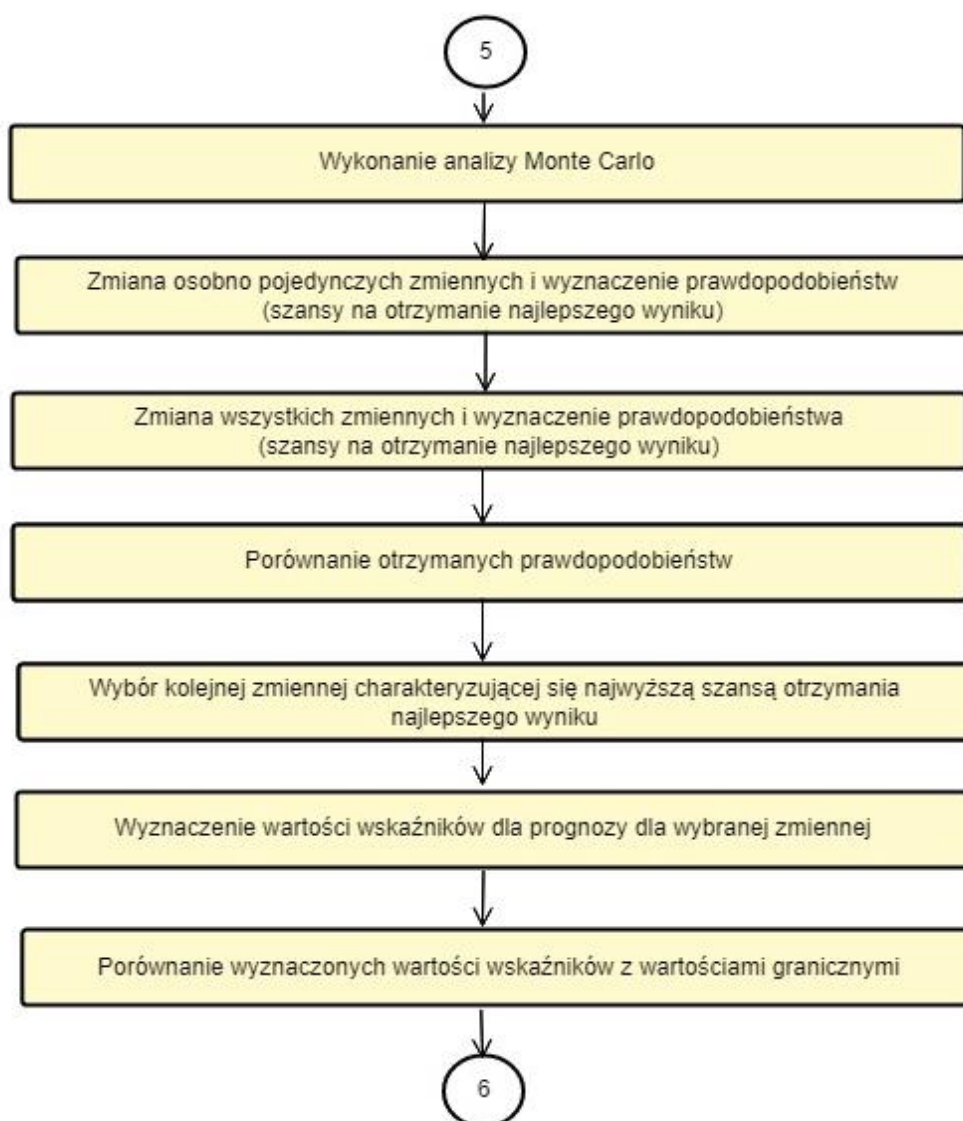 5
Wykonanie analizy Monte Carlo
Zmiana osobno pojedynczych zmiennych i wyznaczenie prawdopodobieństw
(szansy na otrzymanie najlepszego wyniku)
Zmiana wszystkich zmiennych i wyznaczenie prawdopodobieństwa
(szansy na otrzymanie najlepszego wyniku)
Porównanie otrzymanych prawdopodobieństw
Wybór kolejnej zmiennej charakteryzującej się najwyższą szansą otrzymania
najlepszego wyniku
Wyznaczenie wartości wskaźników dla prognozy dla wybranej zmiennej
Porównanie wyznaczonych wartości wskaźników z wartościami granicznymi
6